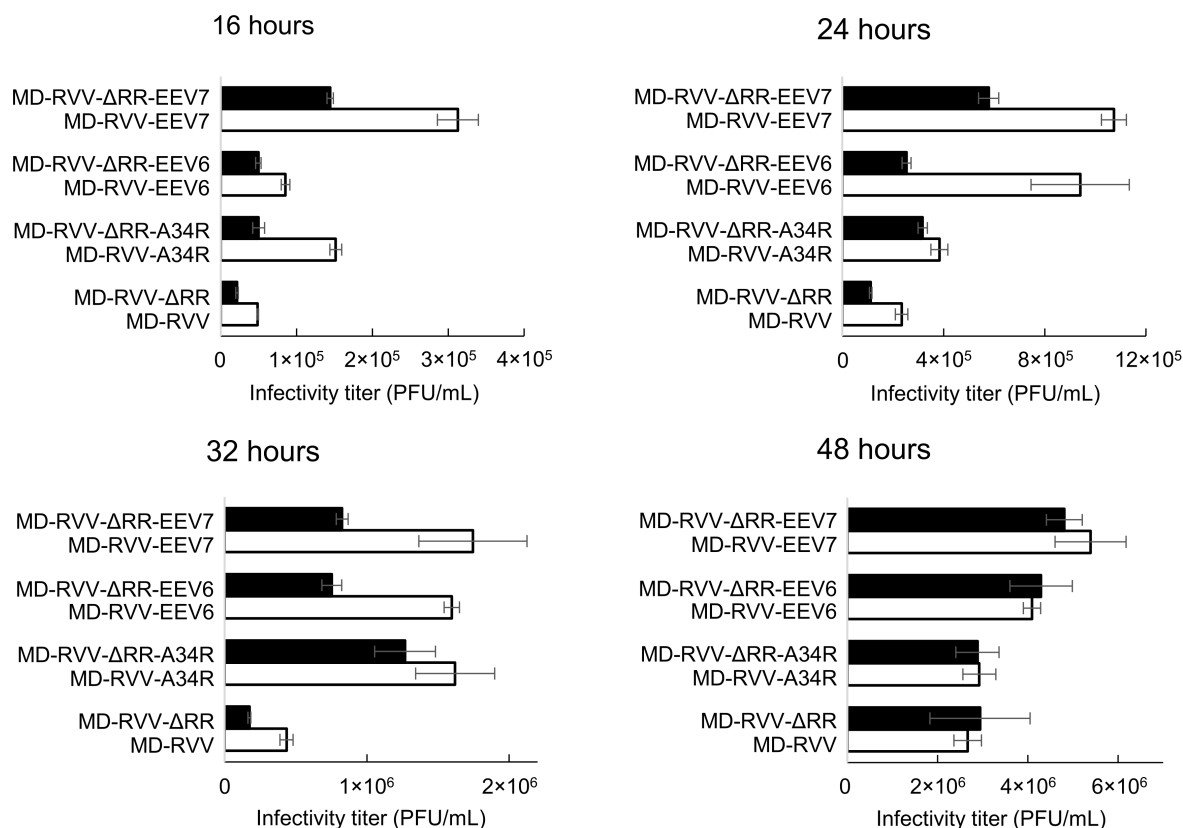 16 hours
MD-RVV-ΔRR-EEV7
MD-RVV-EEV7
MD-RVV-ΔRR-EEV6
MD-RVV-EEV6
MD-RVV-ΔRR-A34R
MD-RVV-A34R
MD-RVV-ΔRR
MD-RVV
0 1×10⁵ 2×10⁵ 3×10⁵ 4×10⁵
Infectivity titer (PFU/mL)
24 hours
MD-RVV-ΔRR-EEV7
MD-RVV-EEV7
MD-RVV-ΔRR-EEV6
MD-RVV-EEV6
MD-RVV-ΔRR-A34R
MD-RVV-A34R
MD-RVV-ΔRR
MD-RVV
0 4×10⁵ 8×10⁵ 12×10⁵
Infectivity titer (PFU/mL)
32 hours
MD-RVV-ΔRR-EEV7
MD-RVV-EEV7
MD-RVV-ΔRR-EEV6
MD-RVV-EEV6
MD-RVV-ΔRR-A34R
MD-RVV-A34R
MD-RVV-ΔRR
MD-RVV
0 1×10⁶ 2×10⁶
Infectivity titer (PFU/mL)
48 hours
MD-RVV-ΔRR-EEV7
MD-RVV-EEV7
MD-RVV-ΔRR-EEV6
MD-RVV-EEV6
MD-RVV-ΔRR-A34R
MD-RVV-A34R
MD-RVV-ΔRR
MD-RVV
0 2×10⁶ 4×10⁶ 6×10⁶
Infectivity titer (PFU/mL)